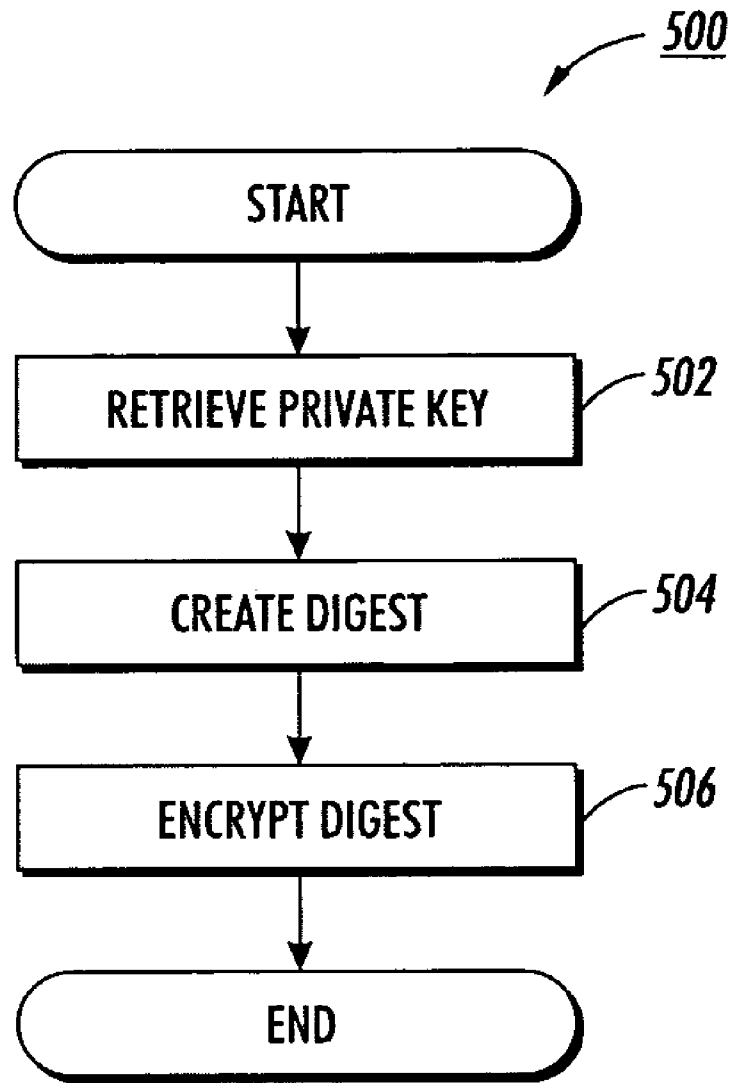 500
START
RETRIEVE PRIVATE KEY
502
CREATE DIGEST
504
ENCRYPT DIGEST
506
END